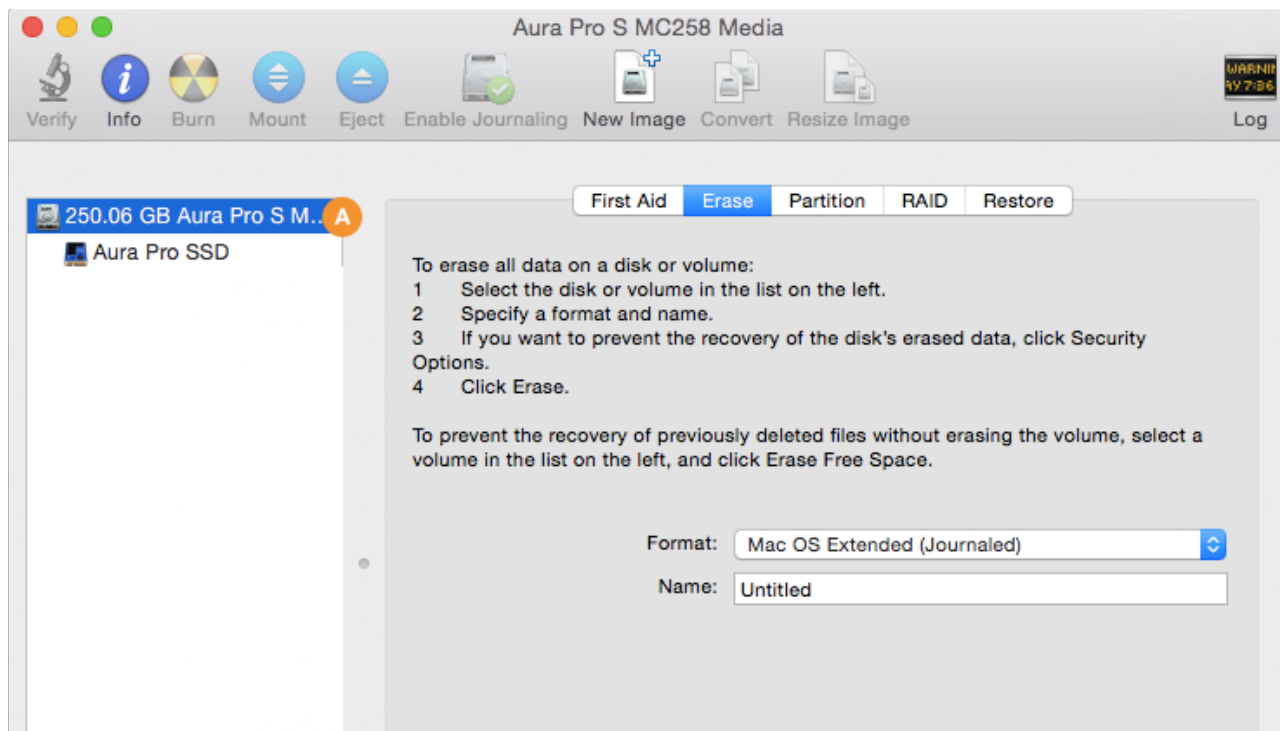 Aura Pro S MC258 Media
Verify Info Burn Mount Eject Enable Journaling New Image Convert Resize Image Log
WARNIN
AY 7:36
250.06 GB Aura Pro S M... A
Aura Pro SSD
First Aid Erase Partition RAID Restore
To erase all data on a disk or volume:
1 Select the disk or volume in the list on the left.
2 Specify a format and name.
3 If you want to prevent the recovery of the disk's erased data, click Security
Options.
4 Click Erase.
To prevent the recovery of previously deleted files without erasing the volume, select a
volume in the list on the left, and click Erase Free Space.
Format: Mac OS Extended (Journaled)
Name: Untitled